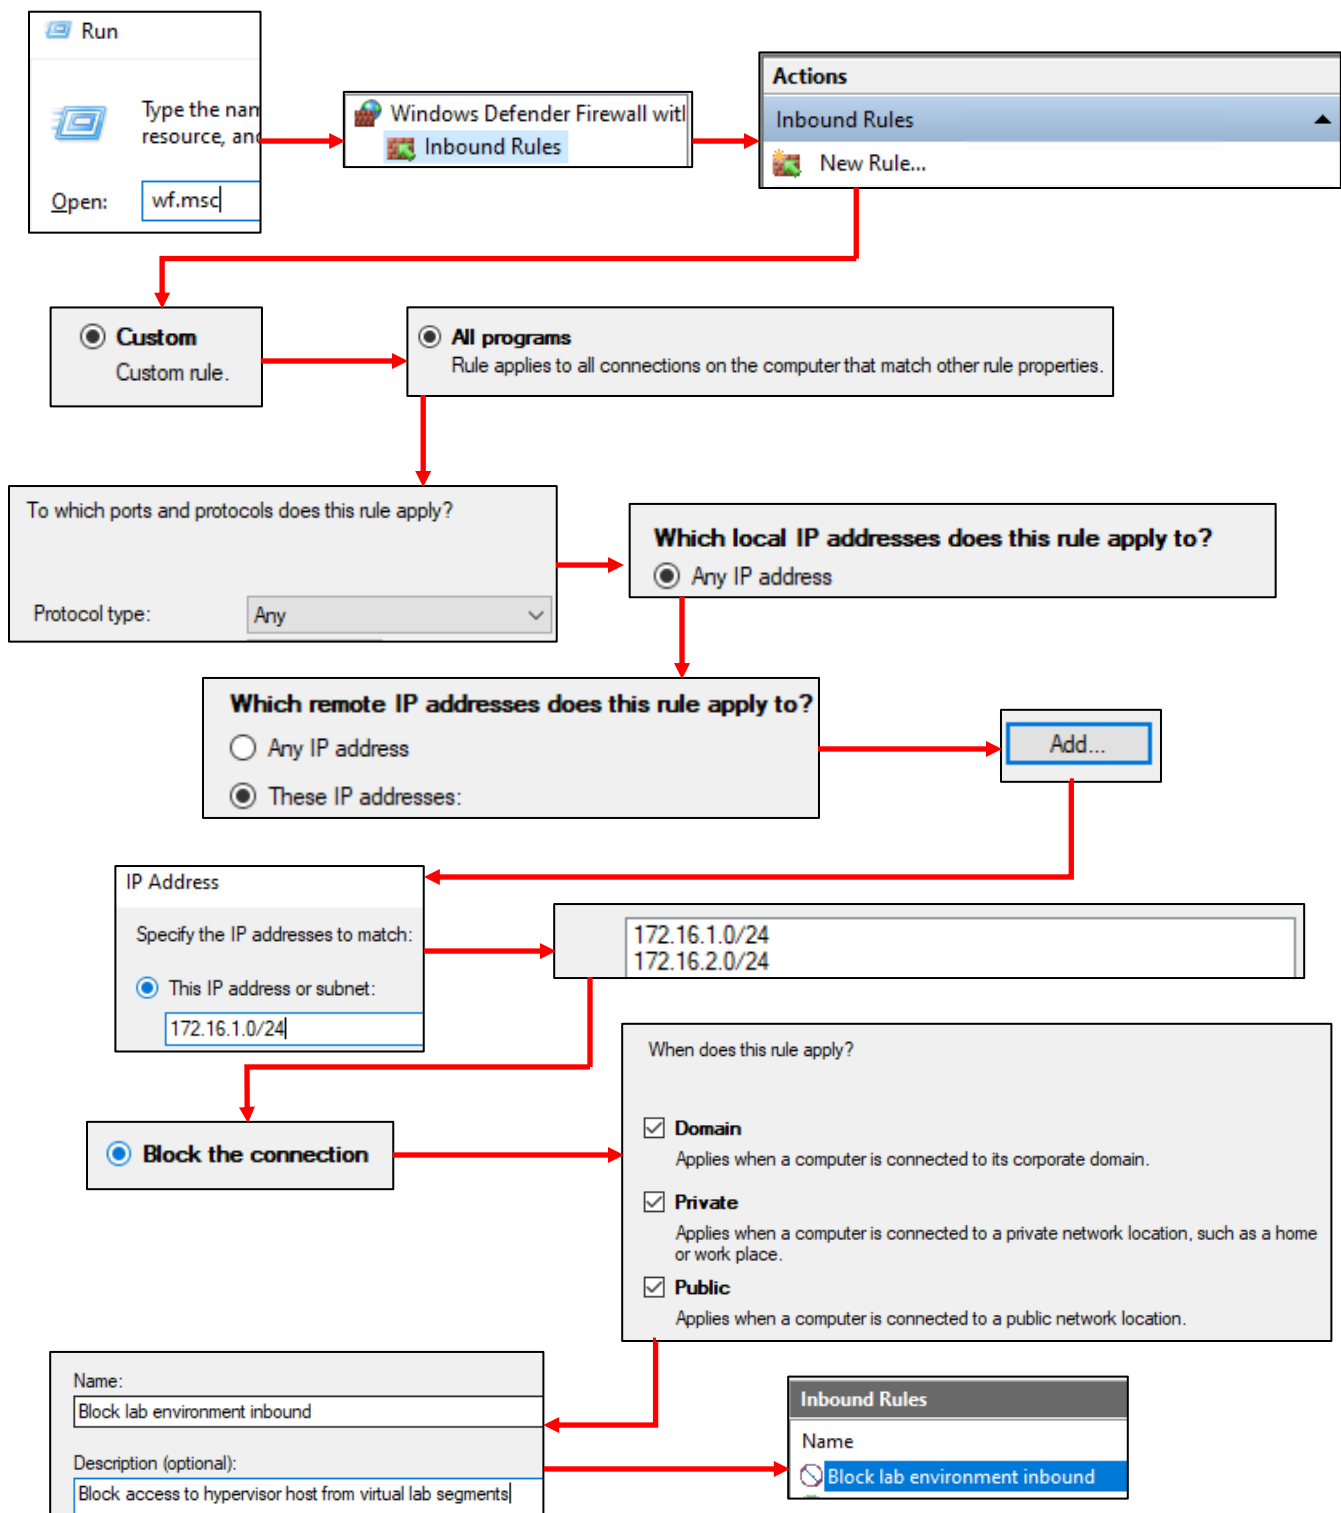 Run
Type the nam
resource, and
Open:
wf.msc
Windows Defender Firewall with
Inbound Rules
Actions
Inbound Rules
New Rule...
Custom
Custom rule.
All programs
Rule applies to all connections on the computer that match other rule properties.
To which ports and protocols does this rule apply?
Protocol type:
Any
Which local IP addresses does this rule apply to?
Any IP address
Which remote IP addresses does this rule apply to?
Any IP address
These IP addresses:
Add...
IP Address
Specify the IP addresses to match:
This IP address or subnet:
172.16.1.0/24
172.16.1.0/24
172.16.2.0/24
Block the connection
When does this rule apply?
Domain
Applies when a computer is connected to its corporate domain.
Private
Applies when a computer is connected to a private network location, such as a home
or work place.
Public
Applies when a computer is connected to a public network location.
Name:
Block lab environment inbound
Description (optional):
Block access to hypervisor host from virtual lab segments
Inbound Rules
Name
Block lab environment inbound